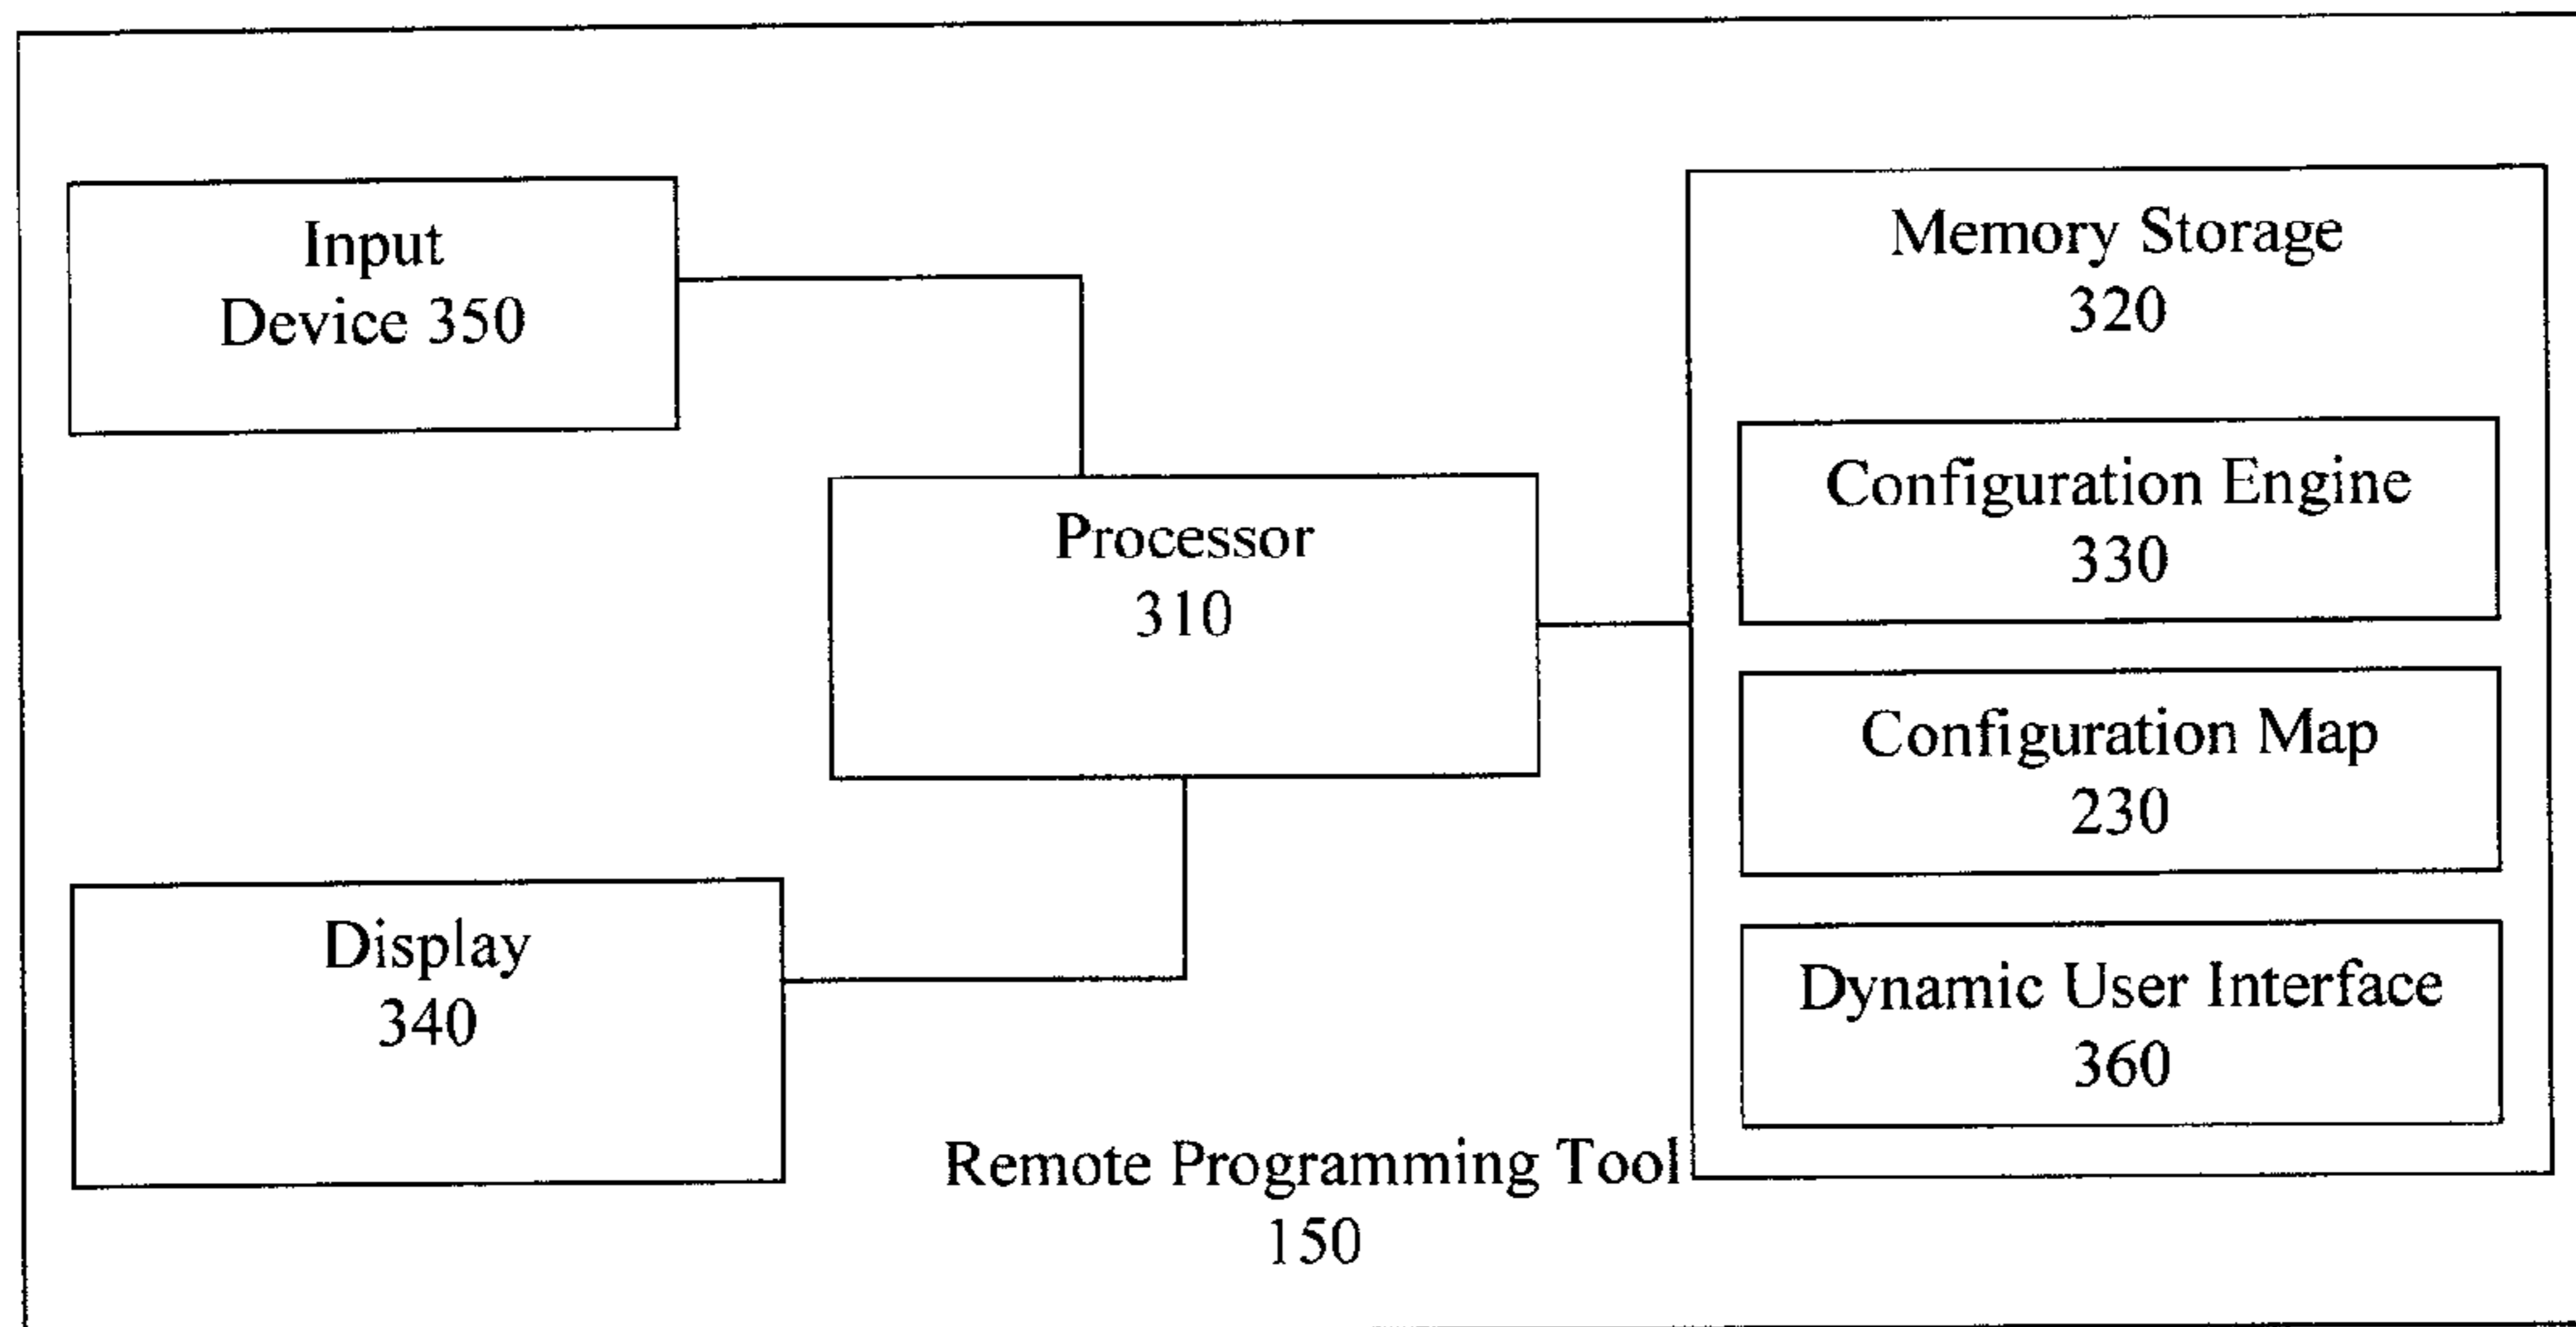 Input
Device 350
Memory Storage
320
Configuration Engine
330
Processor
310
Configuration Map
230
Display
340
Dynamic User Interface
360
Remote Programming Tool
150